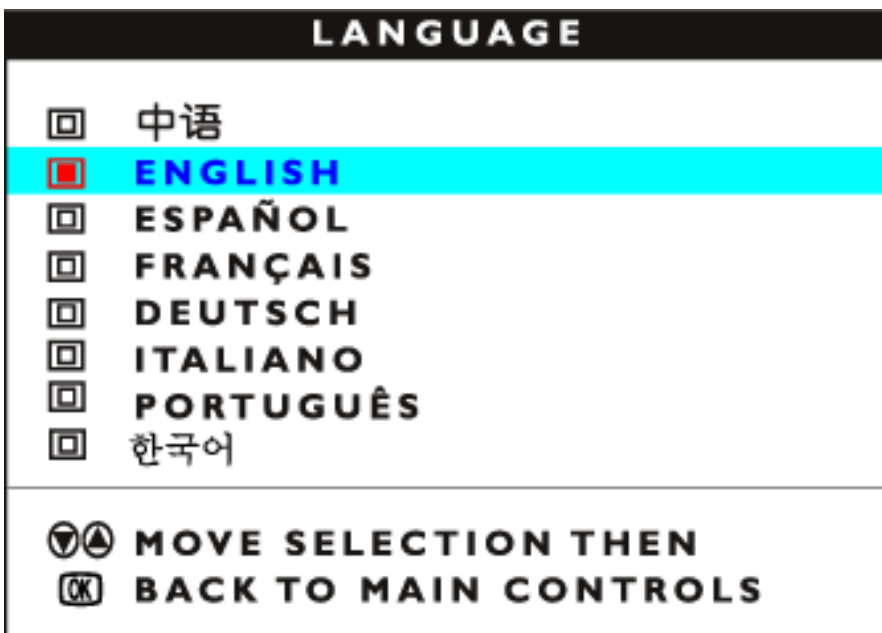 LANGUAGE
中语
ENGLISH
ESPAÑOL
FRANÇAIS
DEUTSCH
ITALIANO
PORTUGUÊS
한국어
MOVE SELECTION THEN
OK BACK TO MAIN CONTROLS